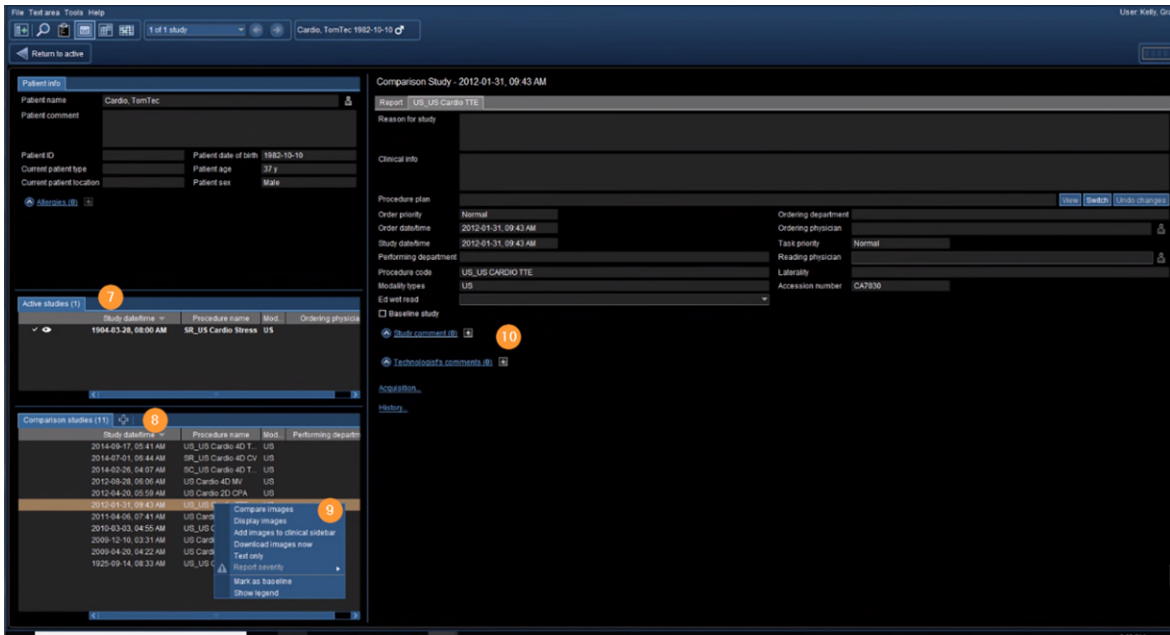 File Text area Tools Help
User: Kelly, Gra
1 of 1 study
Cardio, TomTec 1982-10-10
Return to active
Patient info
Patient name Cardio, TomTec
Patient comment
Patient ID Patient date of birth 1982-10-10
Current patient type Patient age 37 y
Current patient location Patient sex Male
Allergies (0)
Active studies (1) 7
Study date/time Procedure name Mod... Ordering physicia
1904-03-28, 08:00 AM SR_US Cardio Stress US
Comparison studies (11) 8
Study date/time Procedure name Mod... Performing departm
2014-09-17, 05:41 AM US_US Cardio 4D T... US
2014-07-01, 06:44 AM SR_US Cardio 4D CV US
2014-02-26, 04:07 AM SC_US Cardio 4D T... US
2012-08-28, 06:06 AM US Cardio 4D MV US
2012-04-20, 05:59 AM US Cardio 2D CPA US
2012-01-31, 09:43 AM
2011-04-06, 07:41 AM US Cardi
2010-03-03, 04:55 AM US_US C
2009-12-10, 03:31 AM US Cardi
2009-04-20, 04:22 AM US Cardi
1925-09-14, 08:33 AM US_US C
9
Compare images
Display images
Add images to clinical sidebar
Download images now
Text only
Report severity
Mark as baseline
Show legend
Comparison Study - 2012-01-31, 09:43 AM
Report US_US Cardio TTE
Reason for study
Clinical info
Procedure plan View Switch Undo changes
Order priority Normal Ordering department
Order date/time 2012-01-31, 09:43 AM Ordering physician
Study date/time 2012-01-31, 09:43 AM Task priority Normal
Performing department Reading physician
Procedure code US_US CARDIO TTE Laterality
Modality types US Accession number CA7830
Ed wet read
Baseline study
Study comment (0) 10
Technologist's comments (0)
Acquisition...
History...